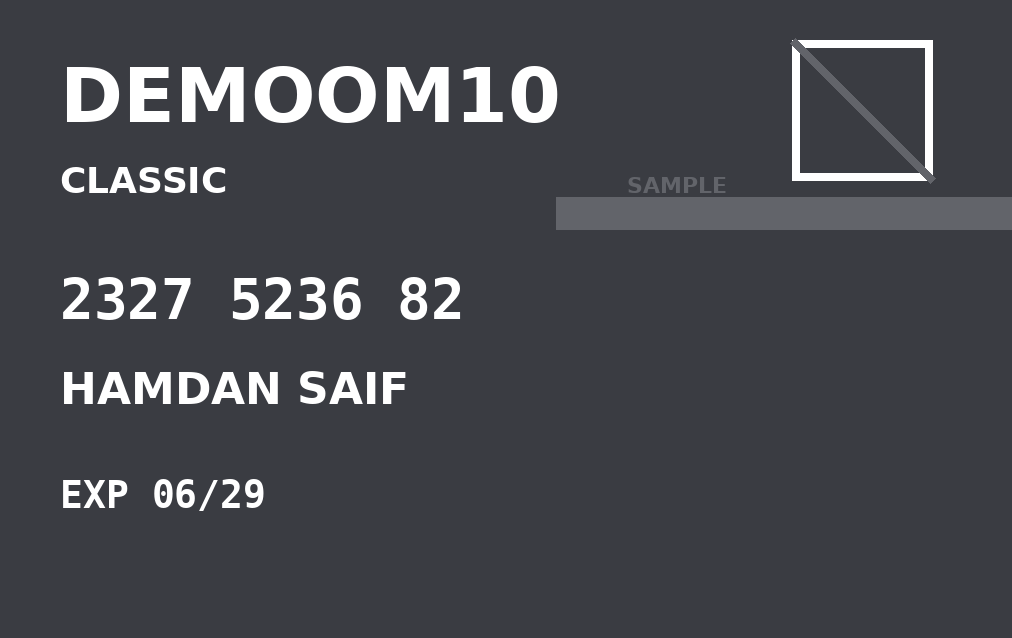 DEMOOM10
CLASSIC
SAMPLE
2327 5236 82
HAMDAN SAIF
EXP 06/29